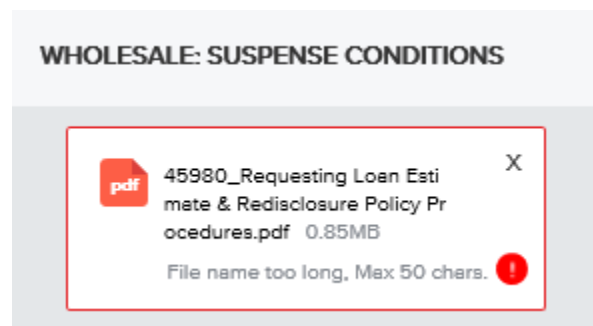 WHOLESALE: SUSPENSE CONDITIONS
X
pdf
45980_Requesting Loan Esti
mate & Redisclosure Policy Pr
ocedures.pdf 0.85MB
File name too long, Max 50 chars. !